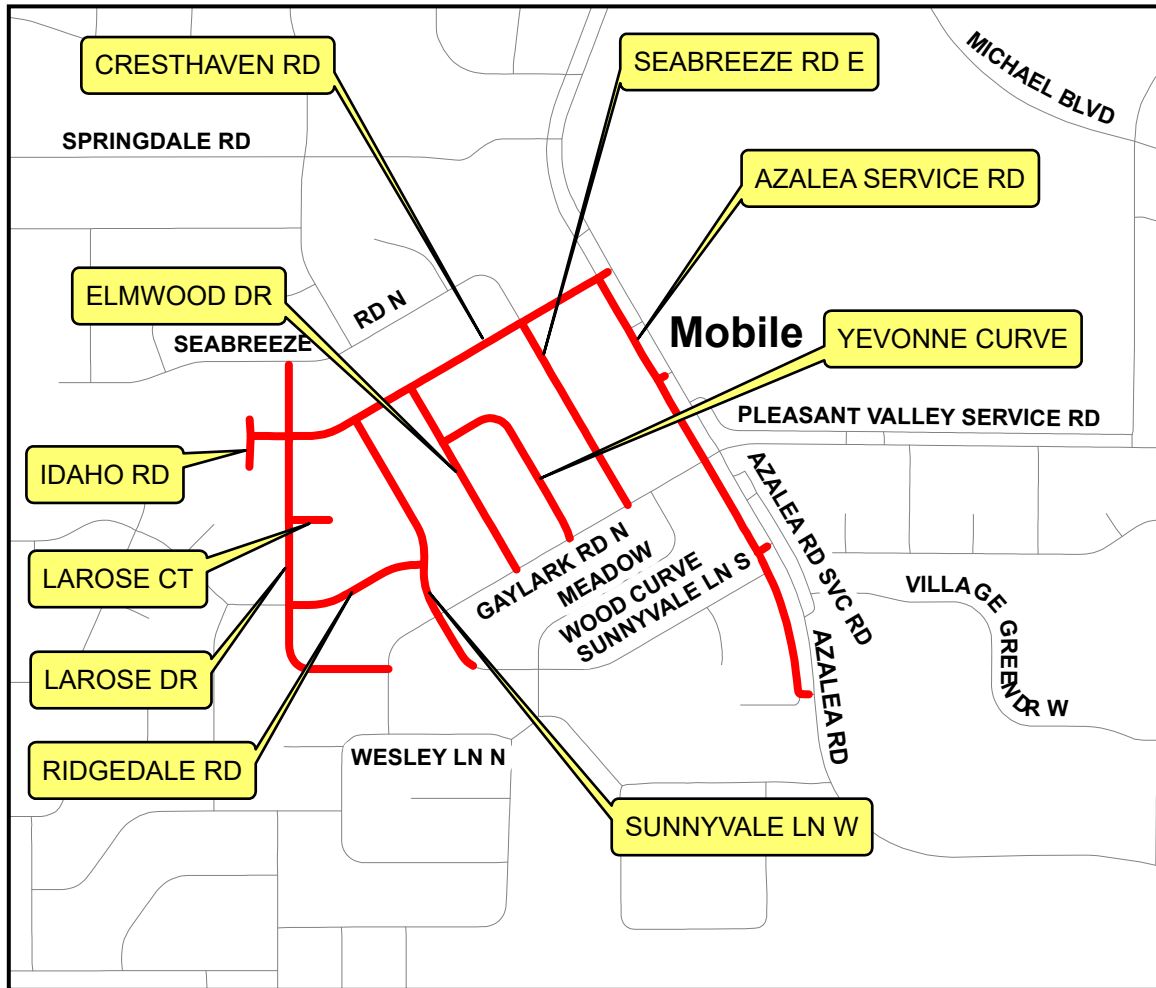 CRESTHAVEN RD
SEABREEZE RD E
MICHAEL BLVD
SPRINGDALE RD
AZALEA SERVICE RD
ELMWOOD DR
SEABREEZE RD N
Mobile
YEVONNE CURVE
PLEASANT VALLEY SERVICE RD
IDAHO RD
AZALEA RD SVC RD
GAYLARK RD N
MEADOW
WOOD CURVE
SUNNYVALE LN S
LAROSE CT
VILLAGE GREEN DR W
LAROSE DR
AZALEA RD
RIDGEDALE RD
WESLEY LN N
SUNNYVALE LN W